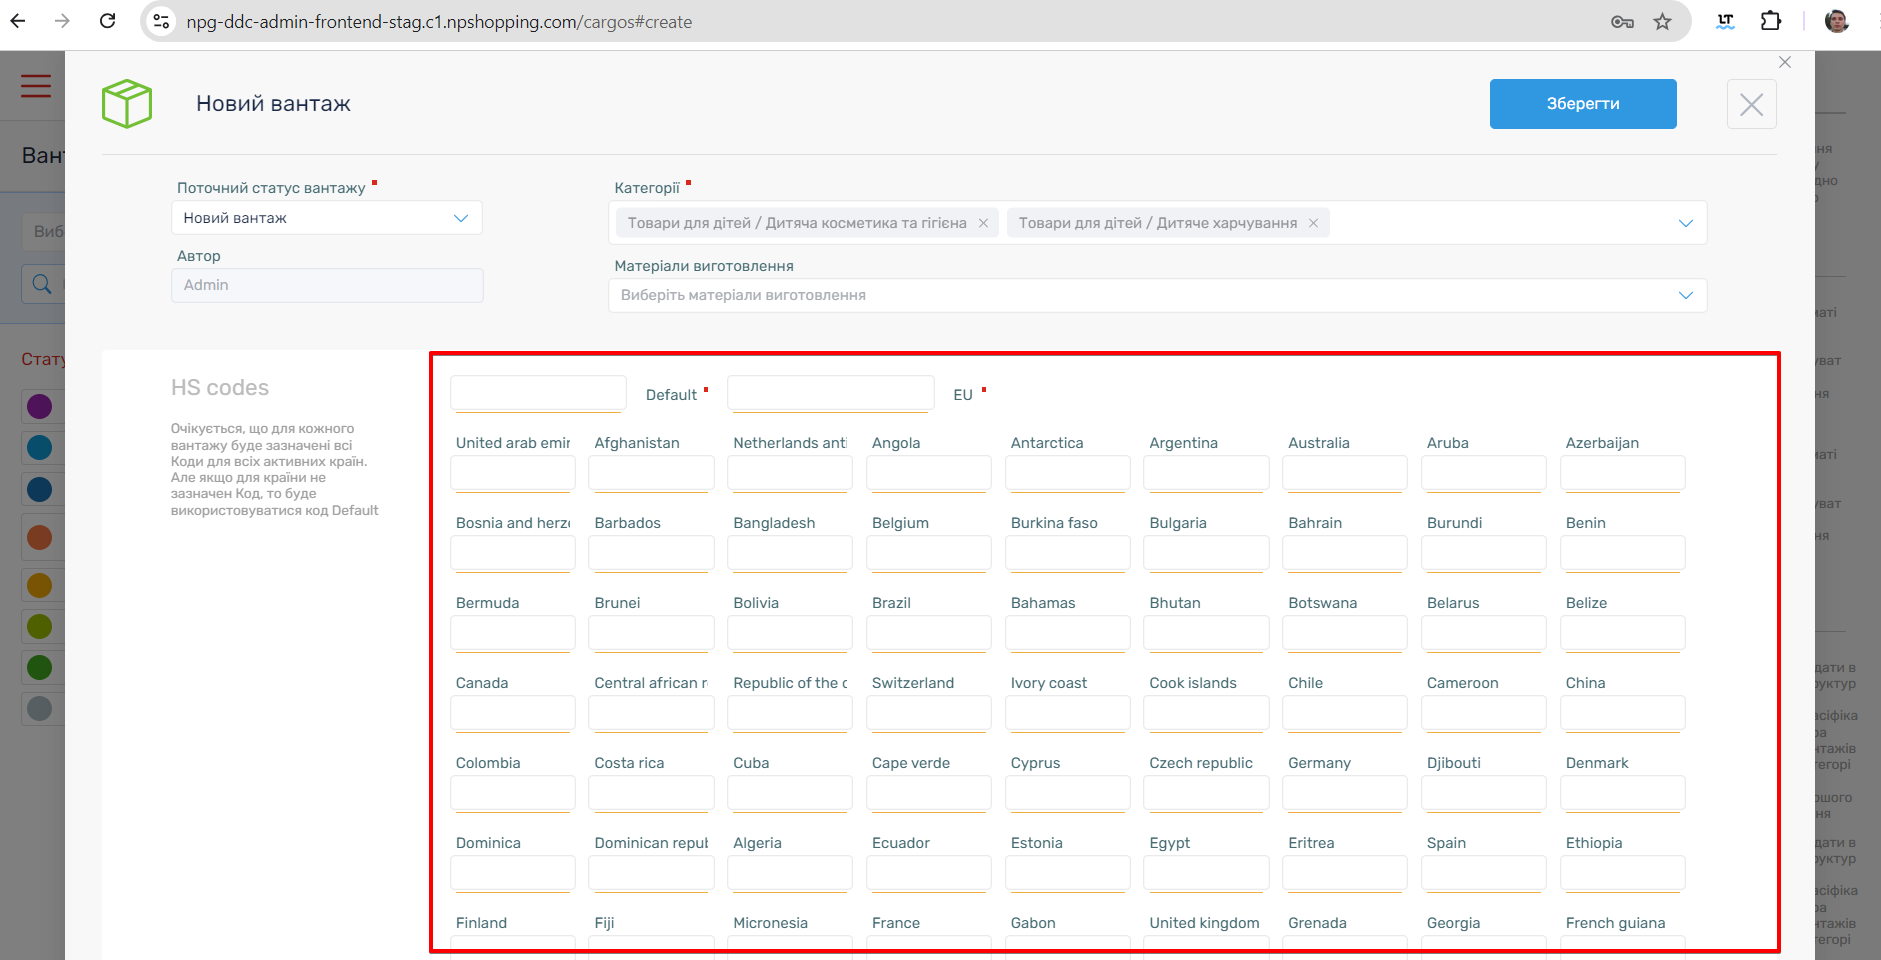 npg-ddc-admin-frontend-stag.c1.npshopping.com/cargos#create
Новий вантаж
Зберегти
Поточний статус вантажу
Новий вантаж
Автор
Admin
Категорії
Товари для дітей / Дитяча косметика та гігієна
Товари для дітей / Дитяче харчування
Матеріали виготовлення
Виберіть матеріали виготовлення
HS codes
Очікується, що для кожного
вантажу буде зазначені всі
Коди для всіх активних країн.
Але якщо для країни не
зазначен Код, то буде
використовуватися код Default
Default
EU
United arab emir Afghanistan Netherlands anti Angola Antarctica Argentina Australia Aruba Azerbaijan
Bosnia and herze Barbados Bangladesh Belgium Burkina faso Bulgaria Bahrain Burundi Benin
Bermuda Brunei Bolivia Brazil Bahamas Bhutan Botswana Belarus Belize
Canada Central african r Republic of the c Switzerland Ivory coast Cook islands Chile Cameroon China
Colombia Costa rica Cuba Cape verde Cyprus Czech republic Germany Djibouti Denmark
Dominica Dominican repub Algeria Ecuador Estonia Egypt Eritrea Spain Ethiopia
Finland Fiji Micronesia France Gabon United kingdom Grenada Georgia French guiana